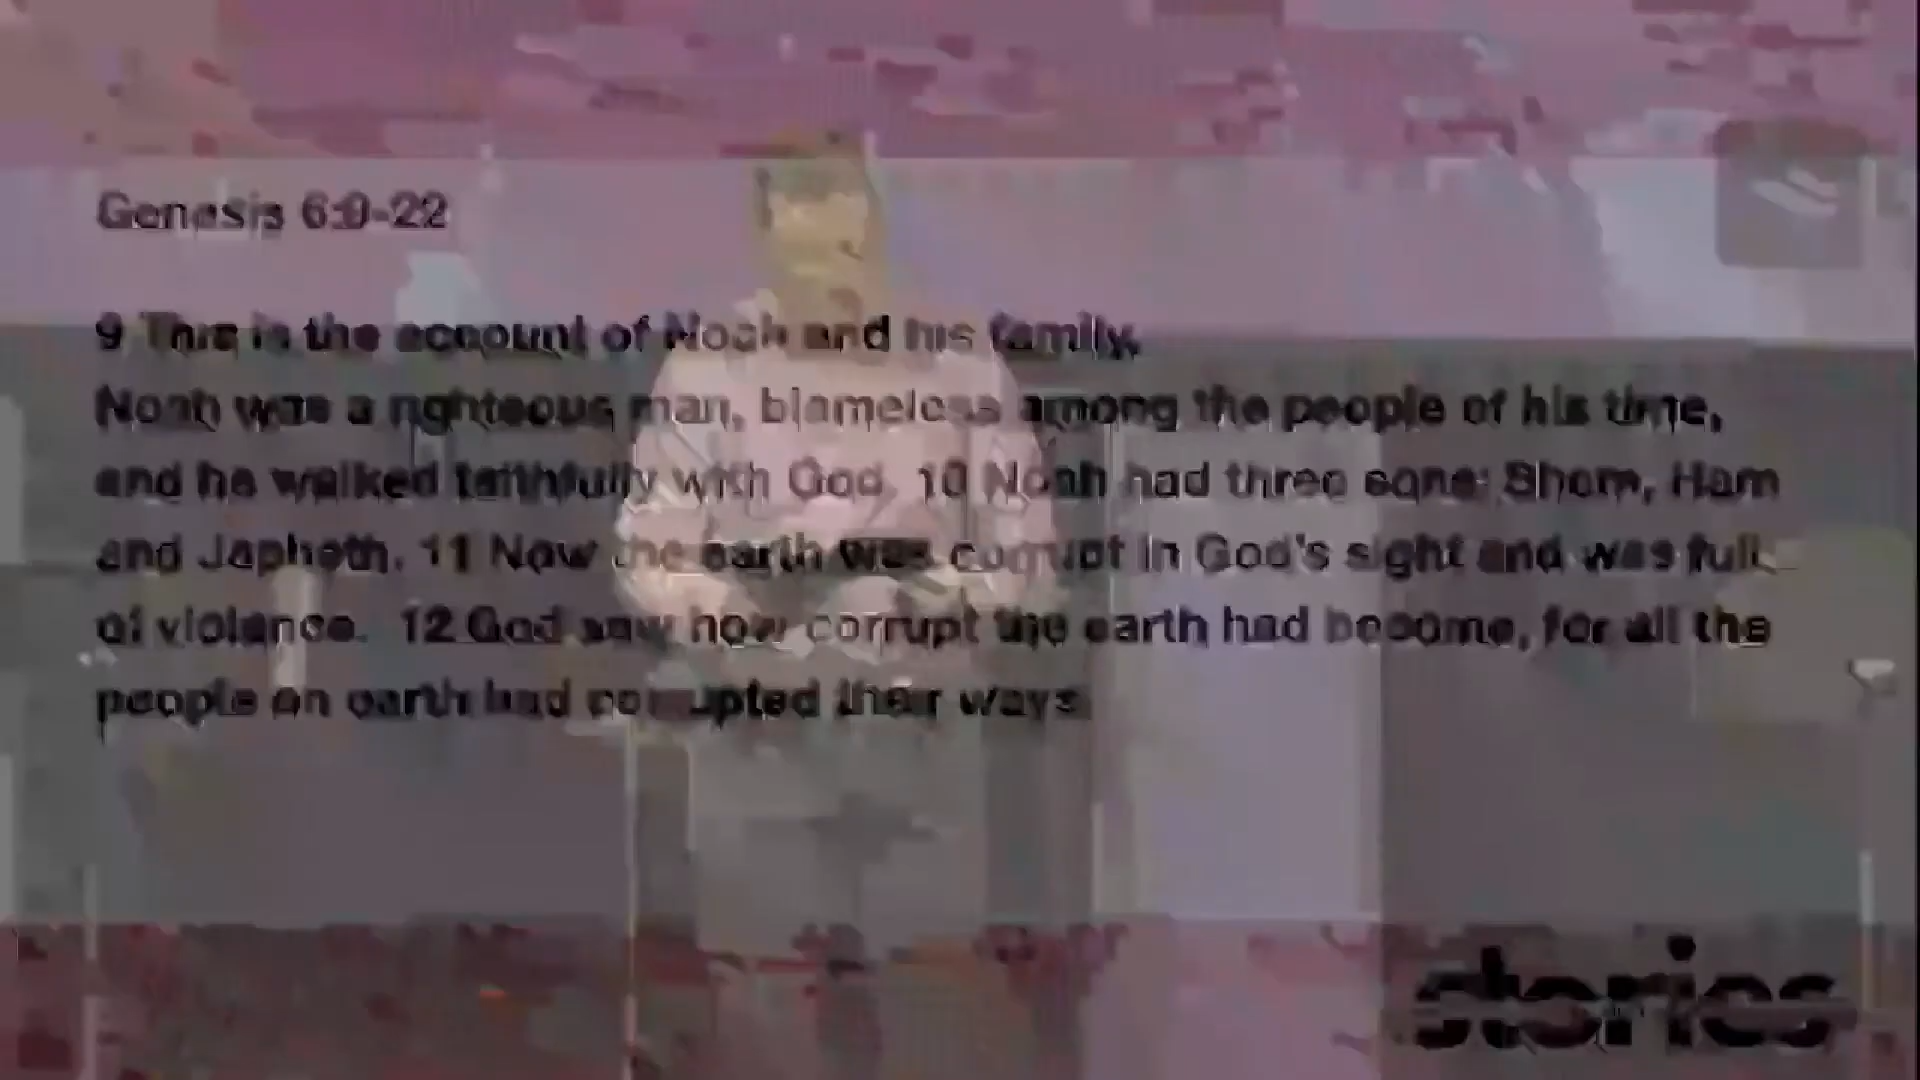 Genesis 6:9-22
9 This is the account of Noah and his family.
Noah was a righteous man, blameless among the people of his time,
and he walked faithfully with God. 10 Noah had three sons: Shem, Ham
and Japheth. 11 Now the earth was corrupt in God's sight and was full
of violence. 12 God saw how corrupt the earth had become, for all the
people on earth had corrupted their ways.
stories